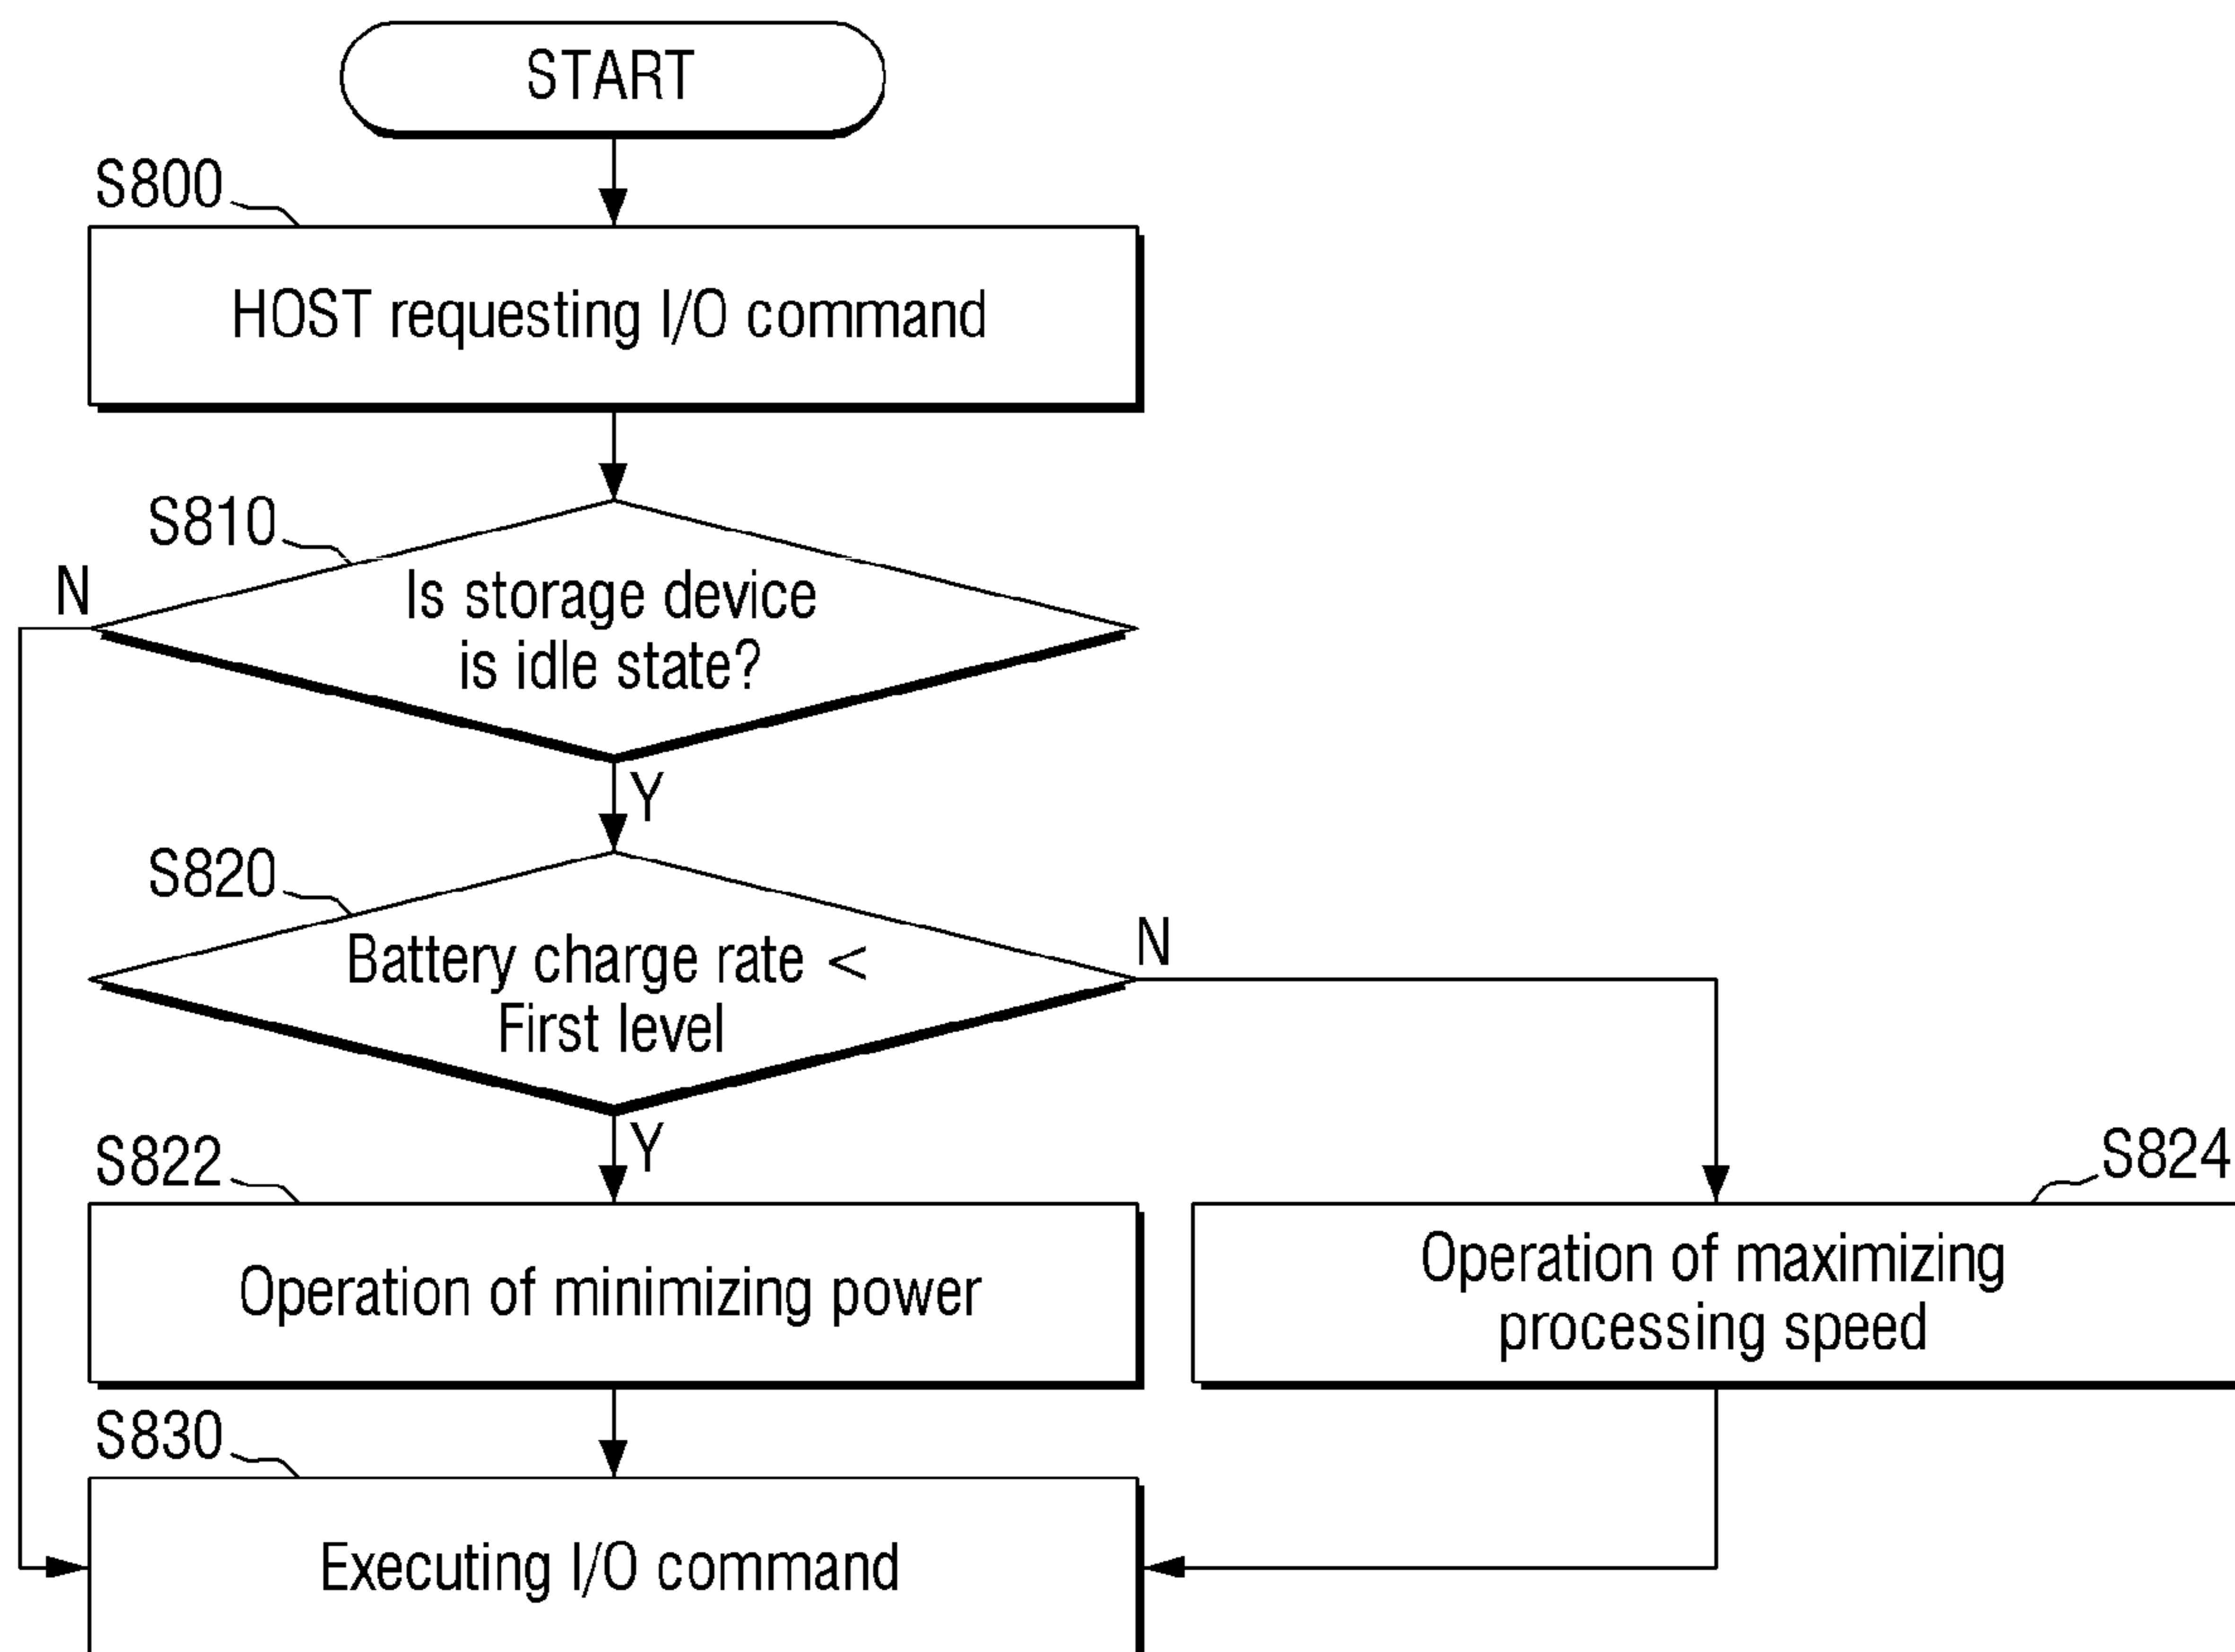 START
S800
HOST requesting I/O command
S810
N
Is storage device
is idle state?
Y
S820
N
Battery charge rate <
First level
Y
S822
S824
Operation of minimizing power
Operation of maximizing
processing speed
S830
Executing I/O command